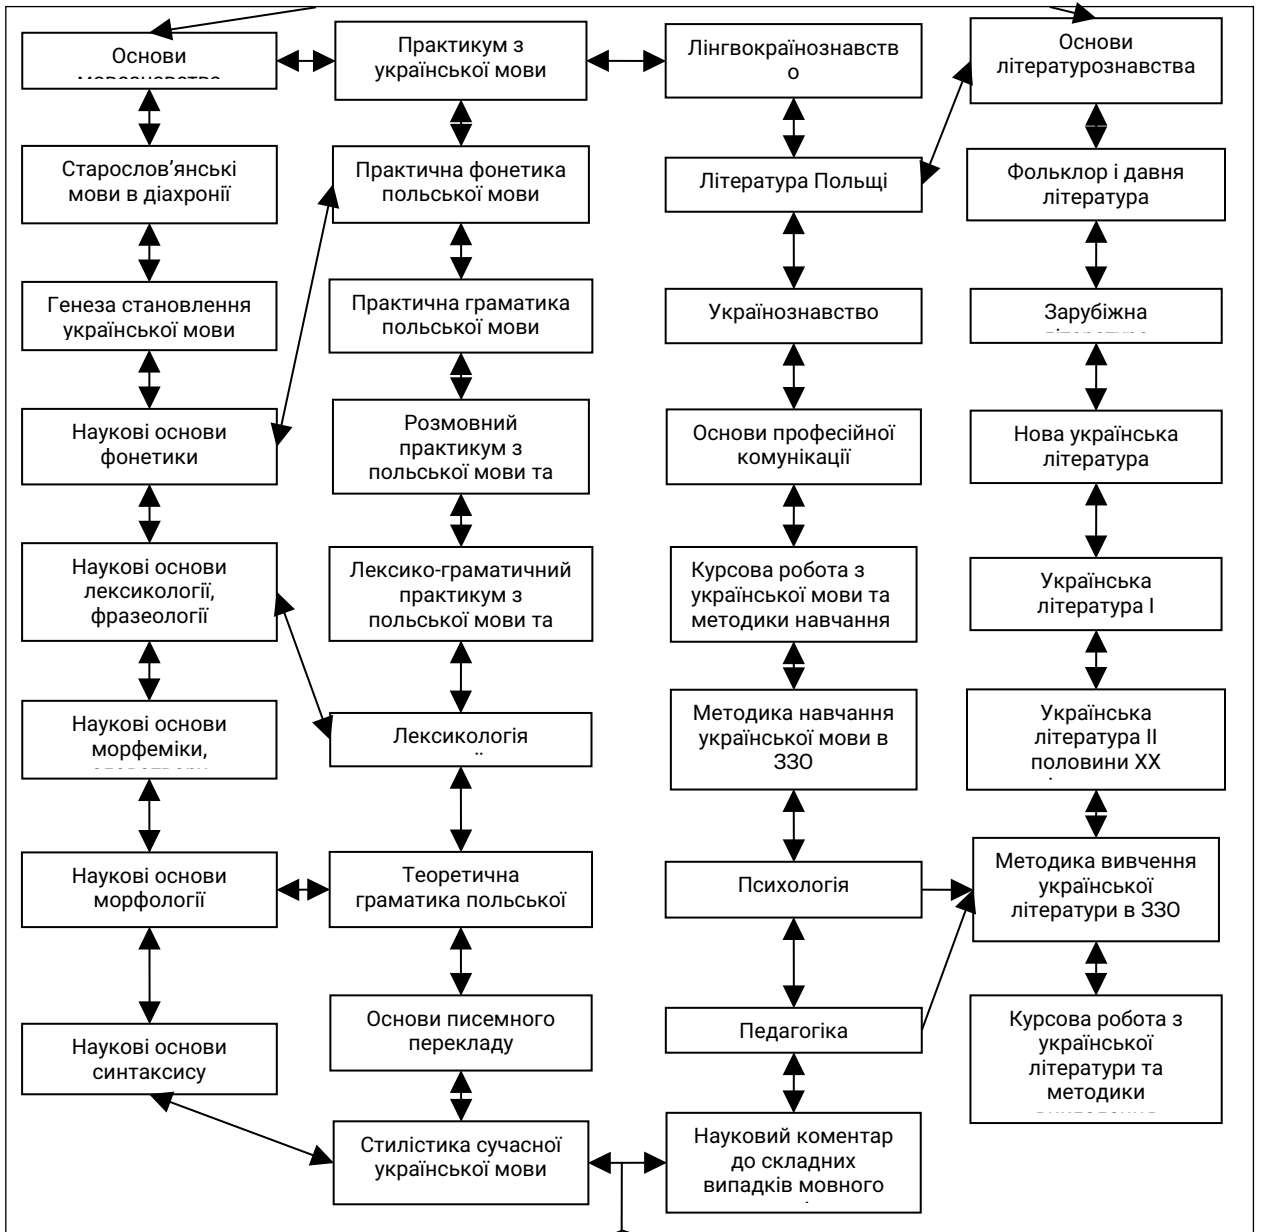 Основи
Практикум з
української мови
Лінгвокраїнознавств
о
Основи
літературознавства
Старослов’янські
мови в діахронії
Практична фонетика
польської мови
Література Польщі
Фольклор і давня
література
Генеза становлення
української мови
Практична граматика
польської мови
Українознавство
Зарубіжна
Наукові основи
фонетики
Розмовний
практикум з
польської мови та
Основи професійної
комунікації
Нова українська
література
Наукові основи
лексикології,
фразеології
Лексико-граматичний
практикум з
польської мови та
Курсова робота з
української мови та
методики навчання
Українська
література І
Наукові основи
морфеміки,
Лексикологія
Методика навчання
української мови в
ЗЗО
Українська
література ІІ
половини ХХ
Наукові основи
морфології
Теоретична
граматика польської
Психологія
Методика вивчення
української
літератури в ЗЗО
Наукові основи
синтаксису
Основи писемного
перекладу
Педагогіка
Курсова робота з
української
літератури та
методики
Стилістика сучасної
української мови
Науковий коментар
до складних
випадків мовного